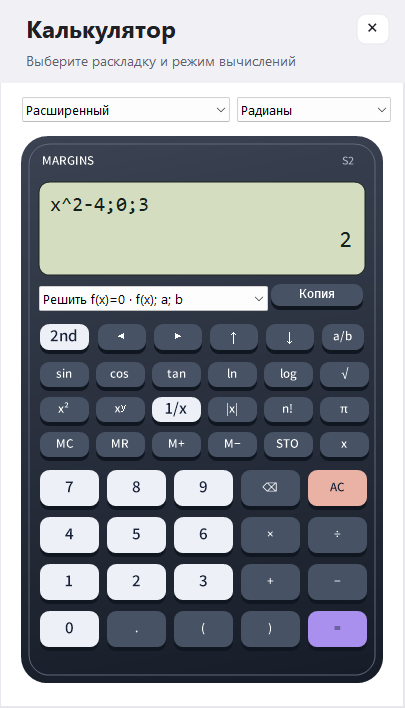 Калькулятор
✕
Выберите раскладку и режим вычислений
Расширенный
Радианы
MARGINS
S2
x^2-4;0;3
2
Решить f(x)=0 · f(x); a; b
Копия
2nd ◄ ► ↑ ↓ a/b
sin cos tan ln log √
x² xʸ 1/x |x| n! π
MC MR M+ M− STO x
7 8 9 ⌫ AC
4 5 6 × ÷
1 2 3 + −
0 . ( ) =